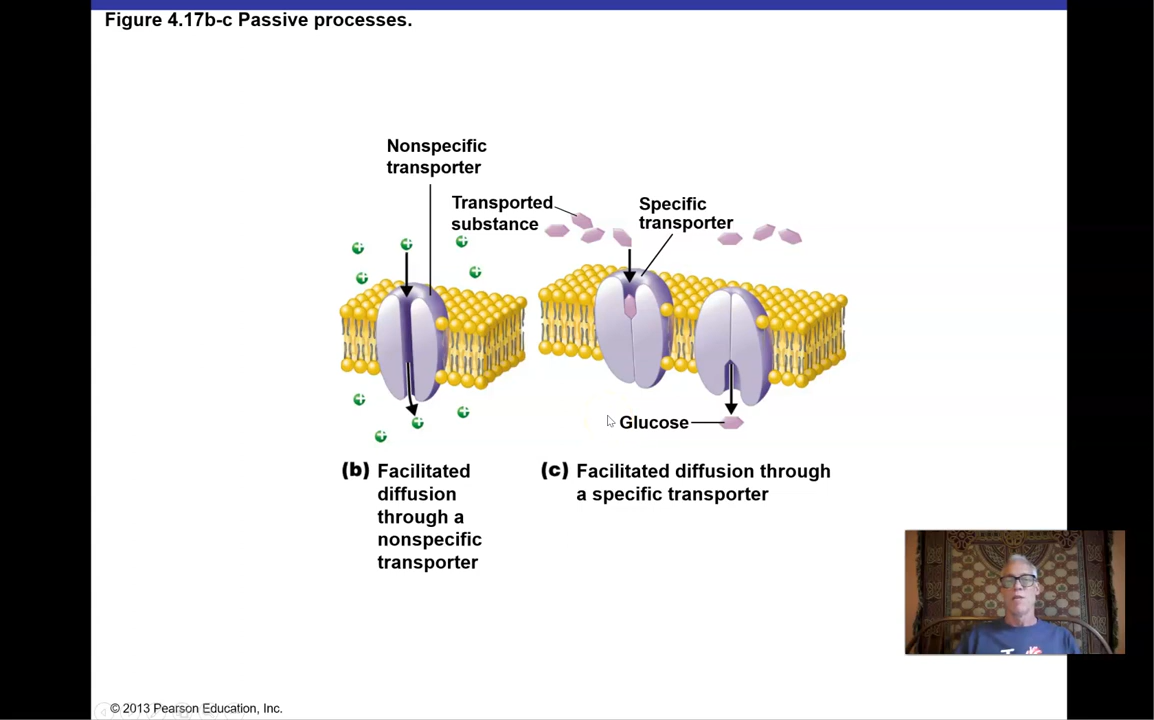 Figure 4.17b-c Passive processes.
Nonspecific
transporter
Transported
substance
Specific
transporter
Glucose
(b) Facilitated
diffusion
through a
nonspecific
transporter
(c) Facilitated diffusion through
a specific transporter
© 2013 Pearson Education, Inc.